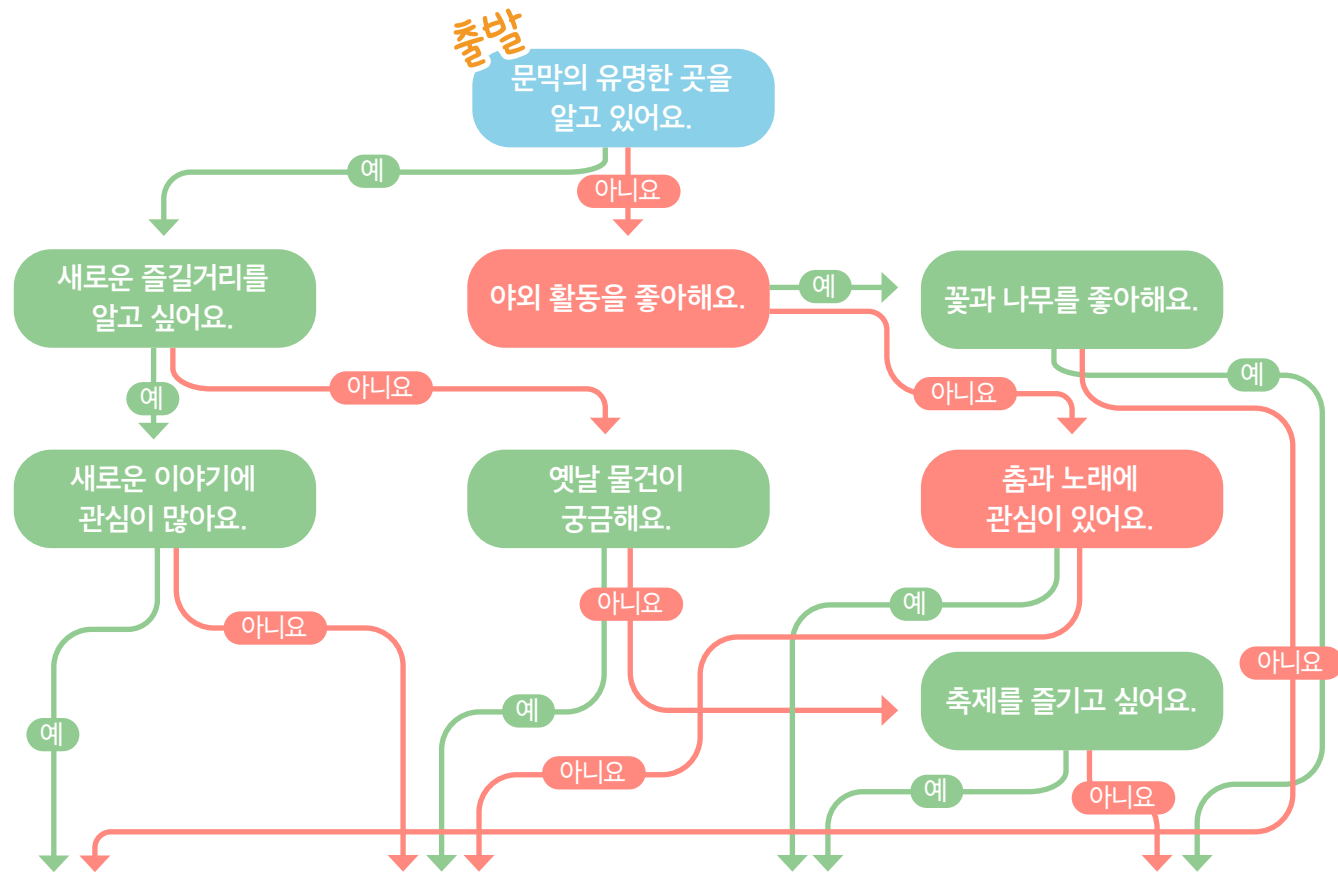 출발
문막의 유명한 곳을
알고 있어요.
예
아니요
새로운 즐길거리를
알고 싶어요.
야외 활동을 좋아해요.
예
꽃과 나무를 좋아해요.
예
아니요
아니요
예
새로운 이야기에
관심이 많아요.
옛날 물건이
궁금해요.
춤과 노래에
관심이 있어요.
아니요
아니요
예
아니요
축제를 즐기고 싶어요.
예
예
아니요
예
아니요